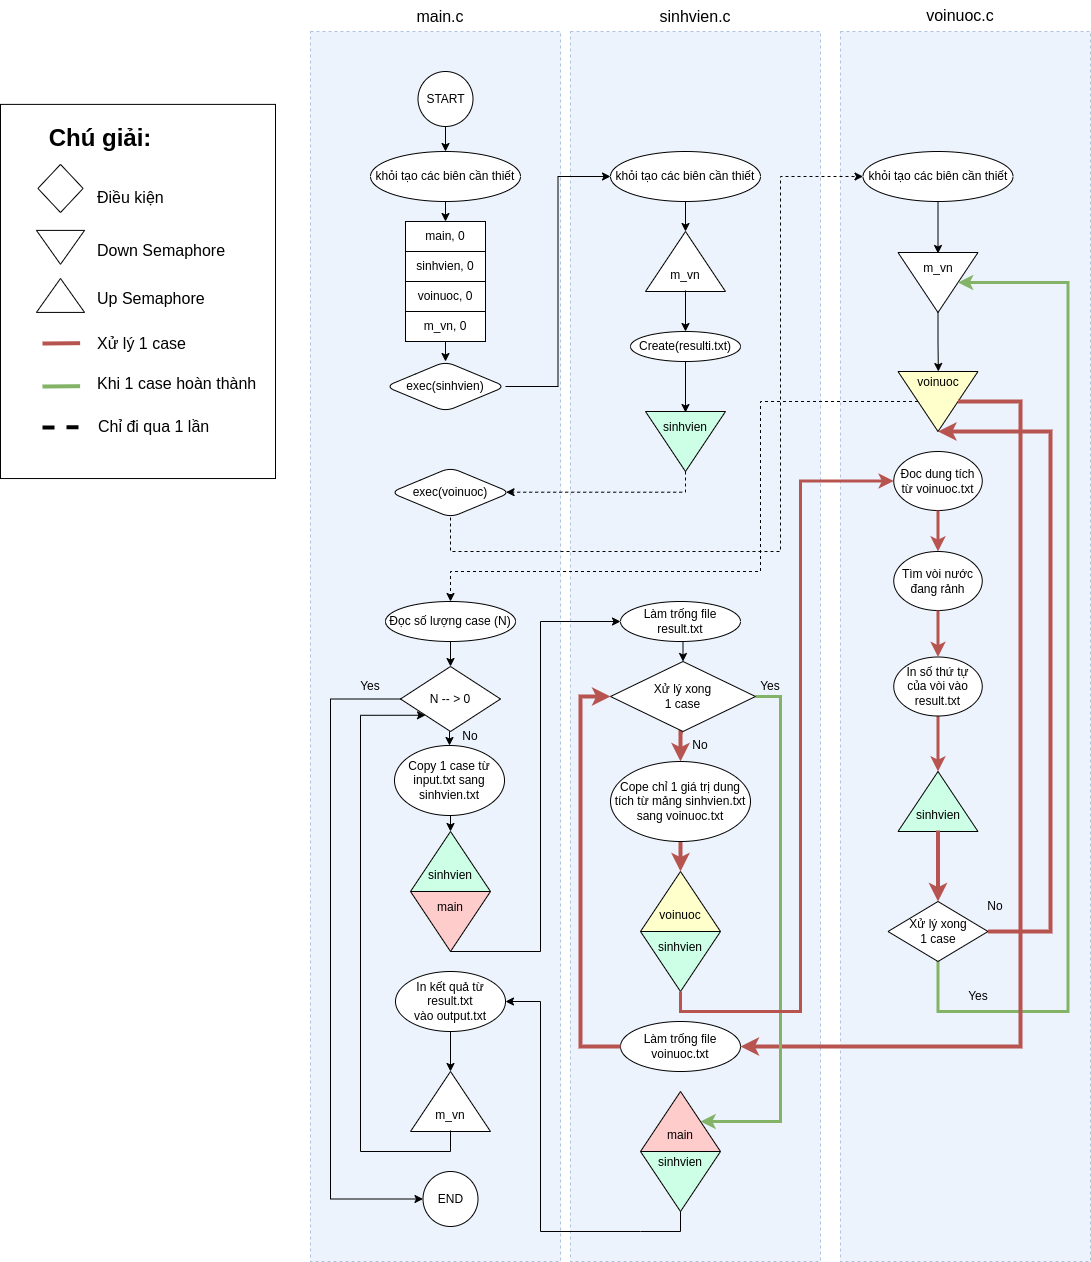 main.c
sinhvien.c
voinuoc.c
Chú giải:
Điều kiện
Down Semaphore
Up Semaphore
Xử lý 1 case
Khi 1 case hoàn thành
Chỉ đi qua 1 lần
START
khỏi tạo các biên cần thiết
main, 0
sinhvien, 0
voinuoc, 0
m_vn, 0
exec(sinhvien)
exec(voinuoc)
Đọc số lượng case (N)
N -- > 0
Yes
No
Copy 1 case từ
input.txt sang
sinhvien.txt
sinhvien
main
In kết quả từ
result.txt
vào output.txt
m_vn
END
khỏi tạo các biên cần thiết
m_vn
Create(resulti.txt)
sinhvien
Làm trống file
result.txt
Xử lý xong
1 case
Yes
No
Cope chỉ 1 giá trị dung
tích từ mảng sinhvien.txt
sang voinuoc.txt
voinuoc
sinhvien
Làm trống file
voinuoc.txt
main
sinhvien
khỏi tạo các biên cần thiết
m_vn
voinuoc
Đoc dung tích
từ voinuoc.txt
Tìm vòi nước
đang rảnh
In số thứ tự
của vòi vào
result.txt
sinhvien
Xử lý xong
1 case
No
Yes